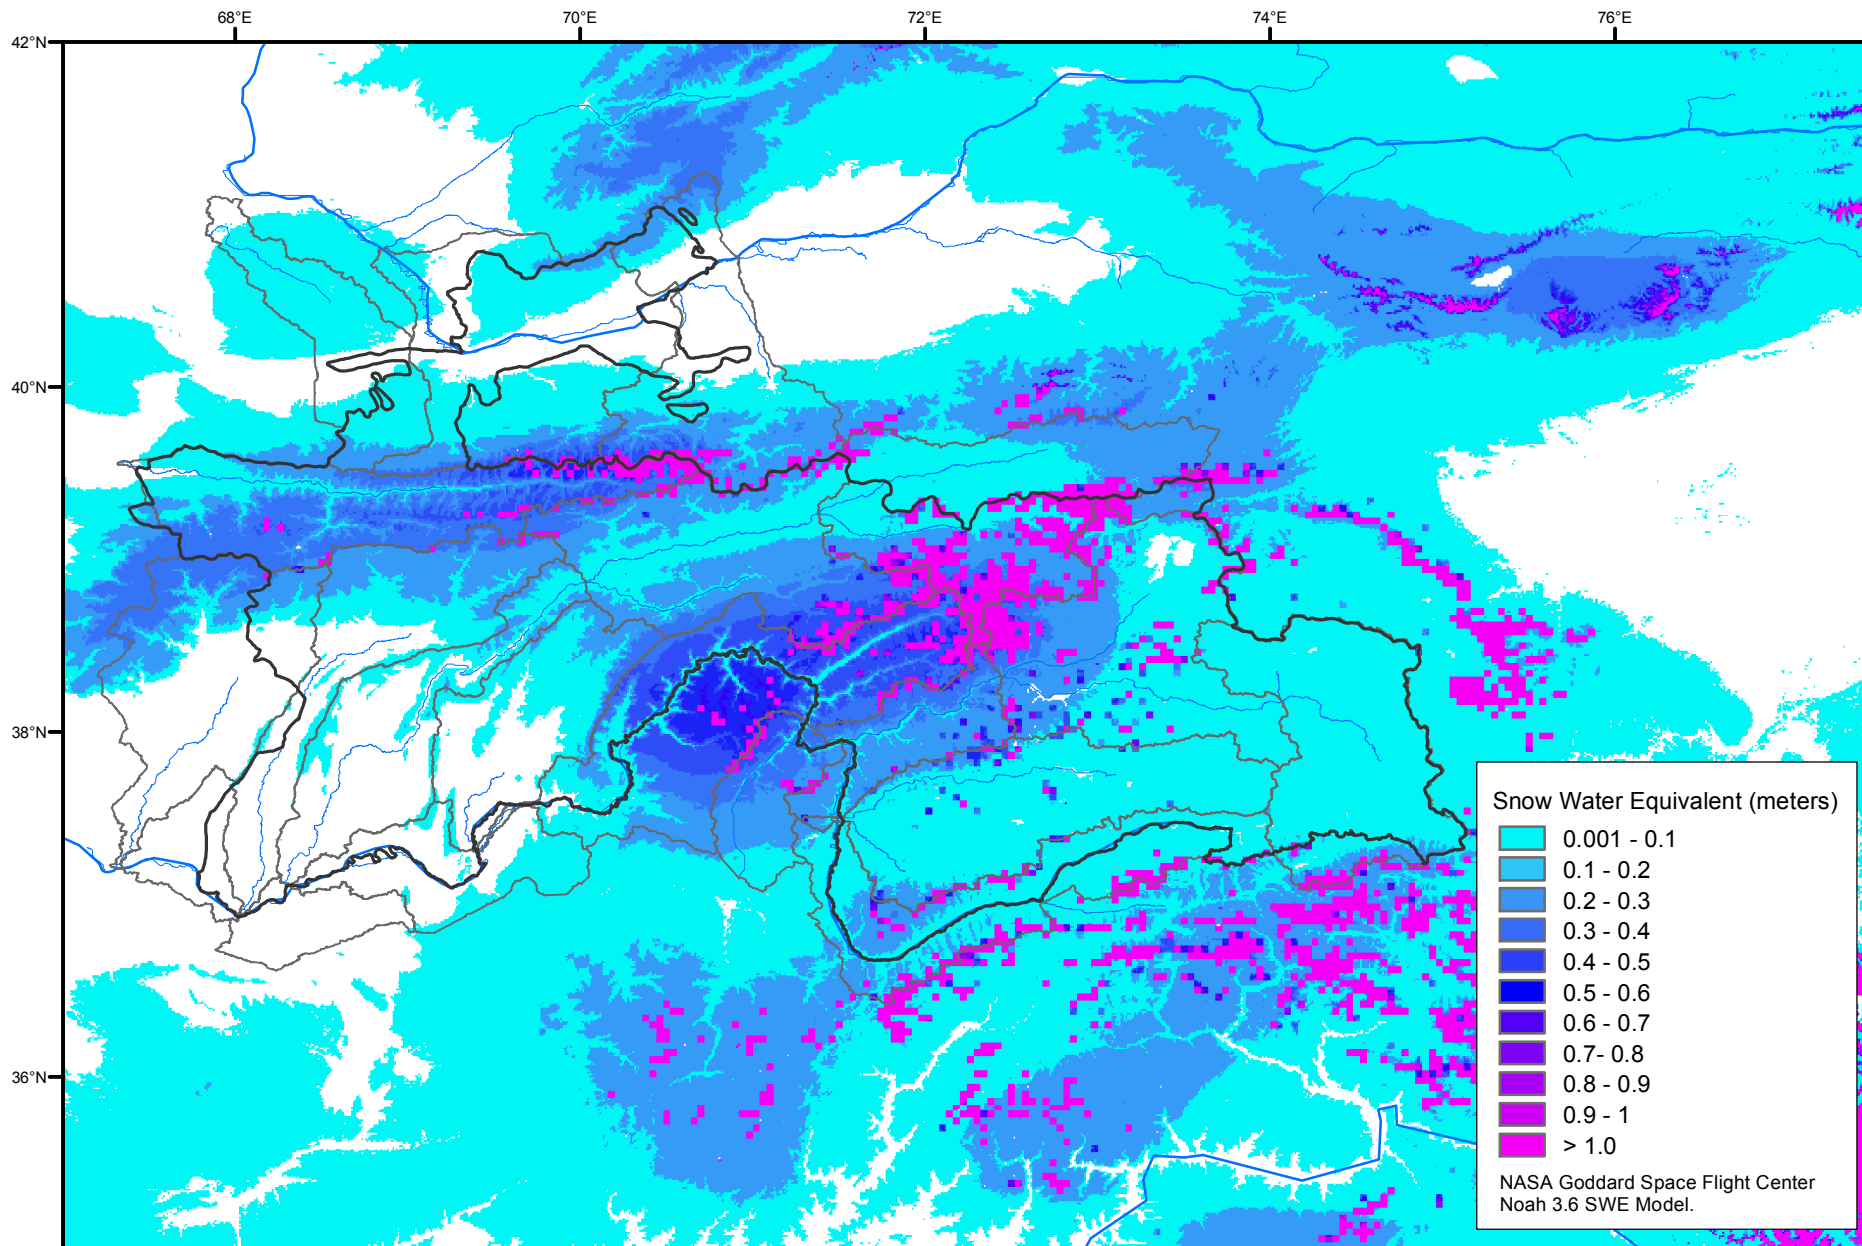 68°E
70°E
72°E
74°E
76°E
42°N
40°N
38°N
36°N
Snow Water Equivalent (meters)
0.001 - 0.1
0.1 - 0.2
0.2 - 0.3
0.3 - 0.4
0.4 - 0.5
0.5 - 0.6
0.6 - 0.7
0.7- 0.8
0.8 - 0.9
0.9 - 1
> 1.0
NASA Goddard Space Flight Center
Noah 3.6 SWE Model.